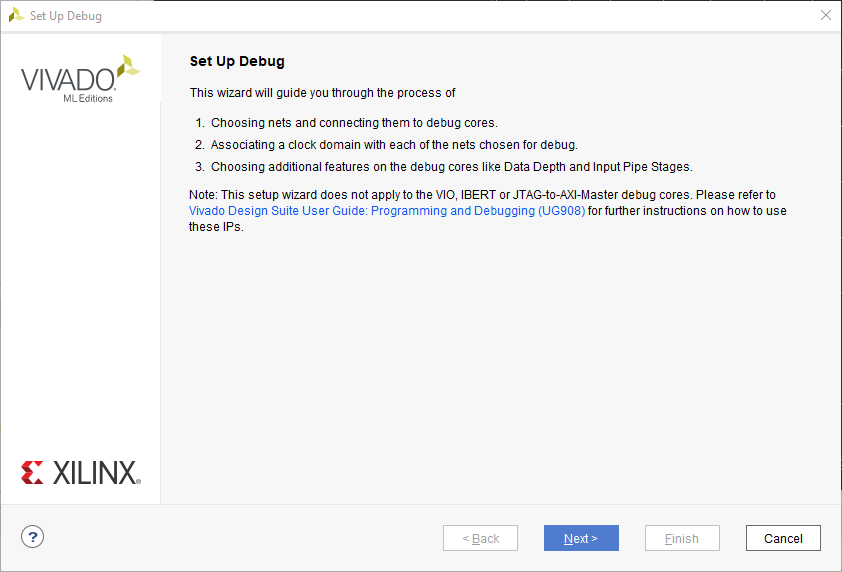 Set Up Debug
VIVADO
ML Editions
Set Up Debug
This wizard will guide you through the process of
1. Choosing nets and connecting them to debug cores.
2. Associating a clock domain with each of the nets chosen for debug.
3. Choosing additional features on the debug cores like Data Depth and Input Pipe Stages.
Note: This setup wizard does not apply to the VIO, IBERT or JTAG-to-AXI-Master debug cores. Please refer to
Vivado Design Suite User Guide: Programming and Debugging (UG908) for further instructions on how to use
these IPs.
XILINX®
?
< Back
Next >
Finish
Cancel